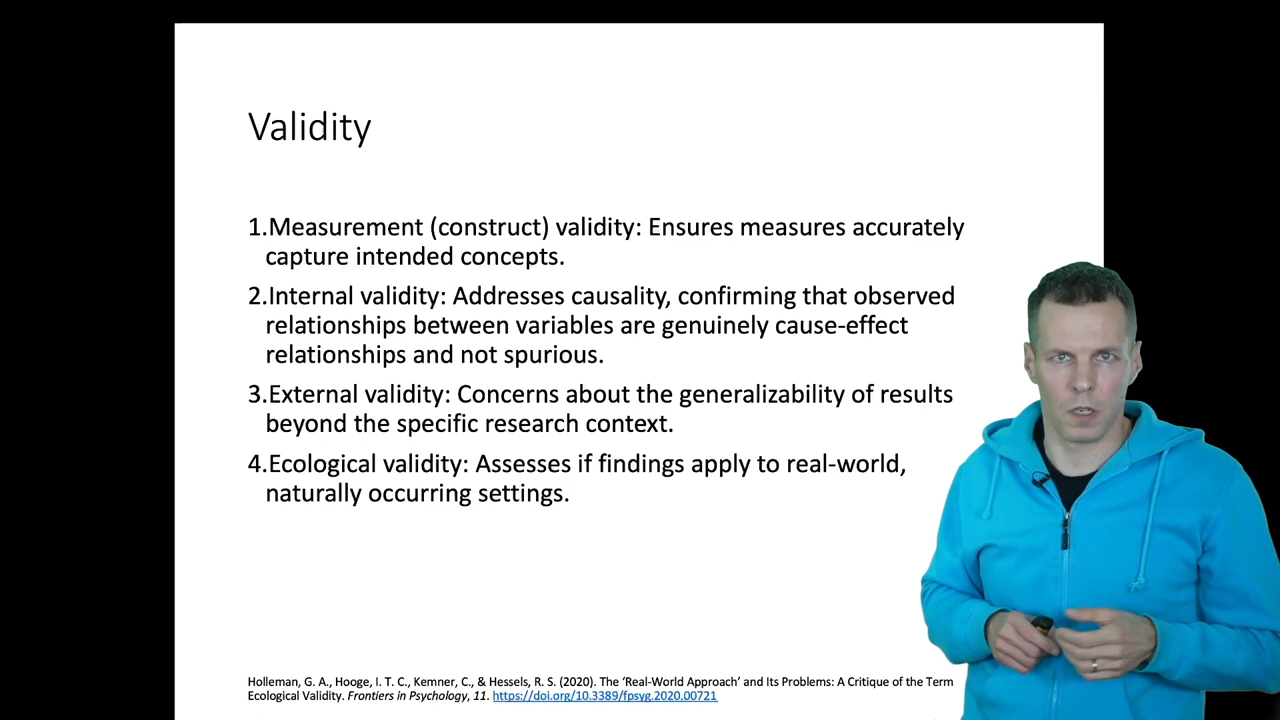 Validity
1.Measurement (construct) validity: Ensures measures accurately
capture intended concepts.
2.Internal validity: Addresses causality, confirming that observed
relationships between variables are genuinely cause-effect
relationships and not spurious.
3.External validity: Concerns about the generalizability of results
beyond the specific research context.
4.Ecological validity: Assesses if findings apply to real-world,
naturally occurring settings.
Holleman, G. A., Hooge, I. T. C., Kemner, C., & Hessels, R. S. (2020). The ‘Real-World Approach’ and Its Problems: A Critique of the Term
Ecological Validity. Frontiers in Psychology, 11. https://doi.org/10.3389/fpsyg.2020.00721